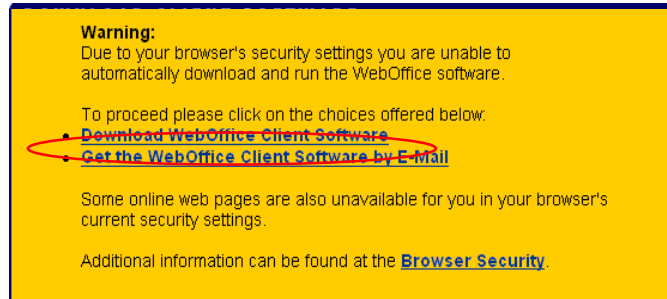 Warning:
Due to your browser's security settings you are unable to
automatically download and run the WebOffice software.
To proceed please click on the choices offered below:
• Download WebOffice Client Software
• Get the WebOffice Client Software by E-Mail
Some online web pages are also unavailable for you in your browser's
current security settings.
Additional information can be found at the Browser Security.